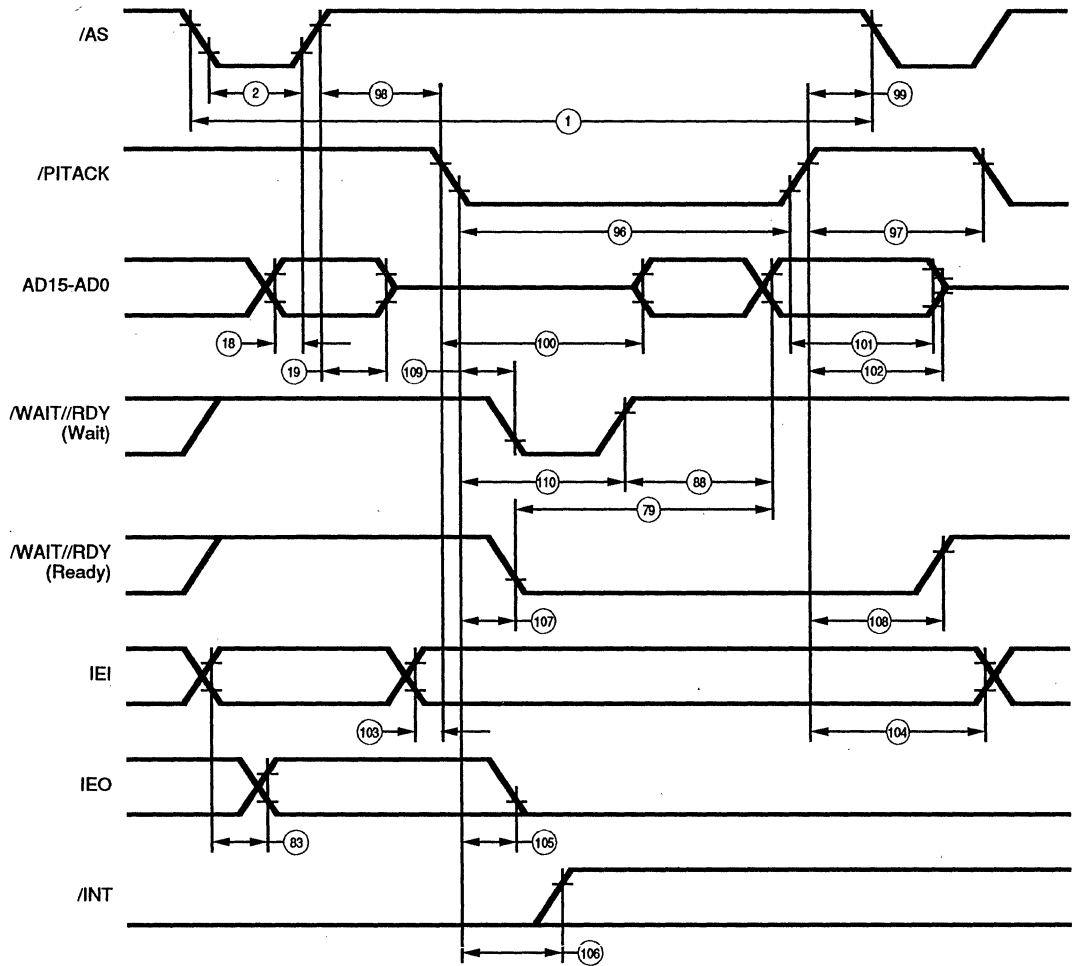 /AS
2
98
99
1
/PITACK
96
97
AD15-AD0
18
100
101
19
109
102
/WAIT//RDY
(Wait)
110
88
79
/WAIT//RDY
(Ready)
107
108
IEI
103
104
IEO
83
105
/INT
106